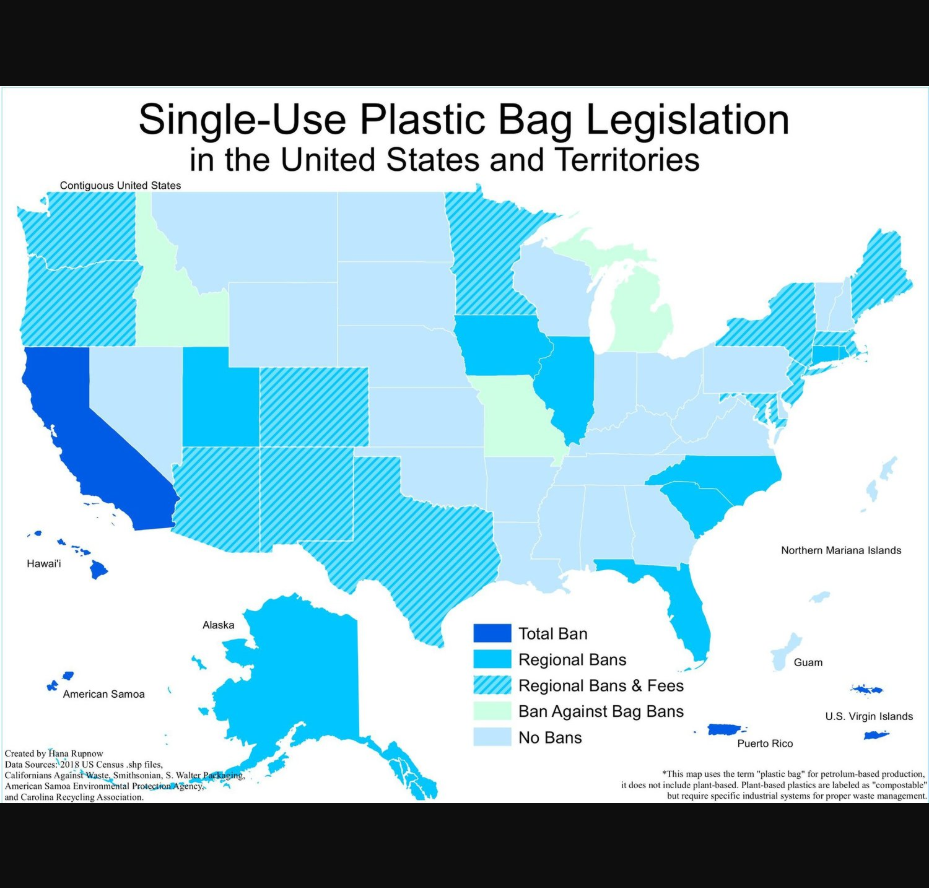 Single-Use Plastic Bag Legislation
in the United States and Territories
Contiguous United States
Northern Mariana Islands
Hawai'i
Alaska
Total Ban
Regional Bans
Guam
Regional Bans & Fees
American Samoa
Ban Against Bag Bans
U.S. Virgin Islands
No Bans
Puerto Rico
Created by Hana Rupnow
Data Sources: 2018 US Census .shp files,
Californians Against Waste, Smithsonian, S. Walter Packaging,
American Samoa Environmental Protection Agency,
and Carolina Recycling Association.
*This map uses the term "plastic bag" for petrolum-based production,
it does not include plant-based. Plant-based plastics are labeled as "compostable"
but require specific industrial systems for proper waste management.